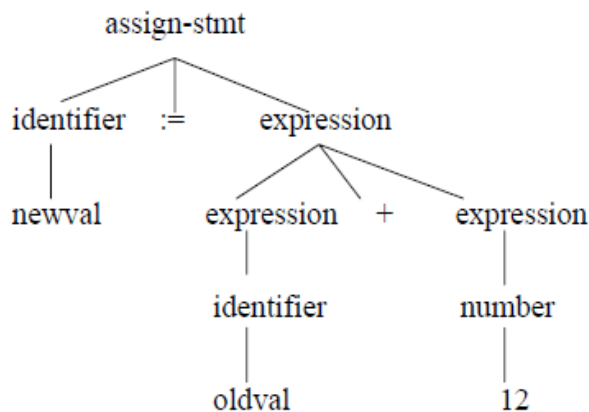 assign-stmt
identifier := expression
newval expression + expression
identifier number
oldval 12